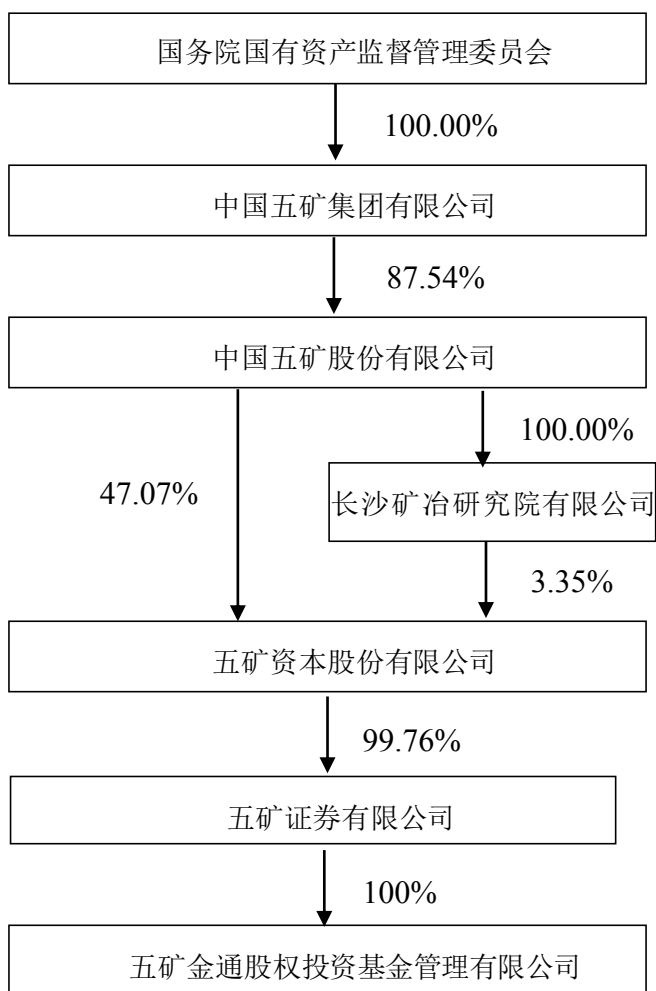 国务院国有资产监督管理委员会
100.00%
中国五矿集团有限公司
87.54%
中国五矿股份有限公司
100.00%
47.07%
长沙矿冶研究院有限公司
3.35%
五矿资本股份有限公司
99.76%
五矿证券有限公司
100%
五矿金通股权投资基金管理有限公司